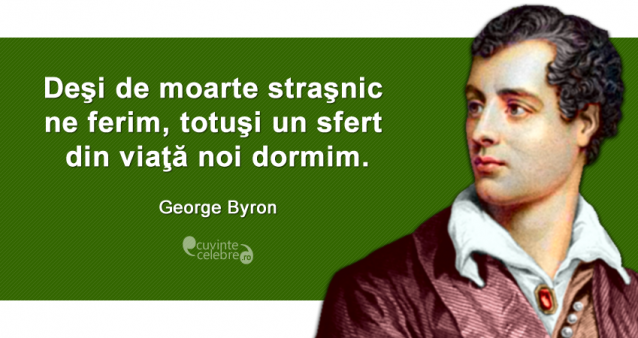 Deşi de moarte straşnic
ne ferim, totuşi un sfert
din viaţă noi dormim.
George Byron
cuvinte
celebre.ro